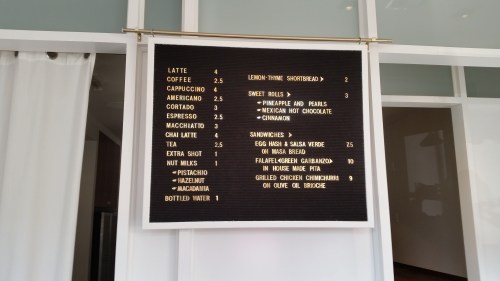 LATTE 4
COFFEE 2.5
CAPPUCCINO 4
AMERICANO 2.5
CORTADO 3
ESPRESSO 2.5
MACCHIATTO 3
CHAI LATTE 4
TEA 2.5
EXTRA SHOT 1
NUT MILKS 1
PISTACHIO
HAZELNUT
MACADAMIA
BOTTLED WATER 1
LEMON-THYME SHORTBREAD > 2
SWEET ROLLS > 3
PINEAPPLE AND PEARLS
MEXICAN HOT CHOCOLATE
CINNAMON
SANDWICHES >
EGG HASH & SALSA VERDE 7.5
ON MASA BREAD
FALAFEL<GREEN GARBANZO> 10
IN HOUSE MADE PITA
GRILLED CHICKEN CHIMICHURRI 9
ON OLIVE OIL BRIOCHE